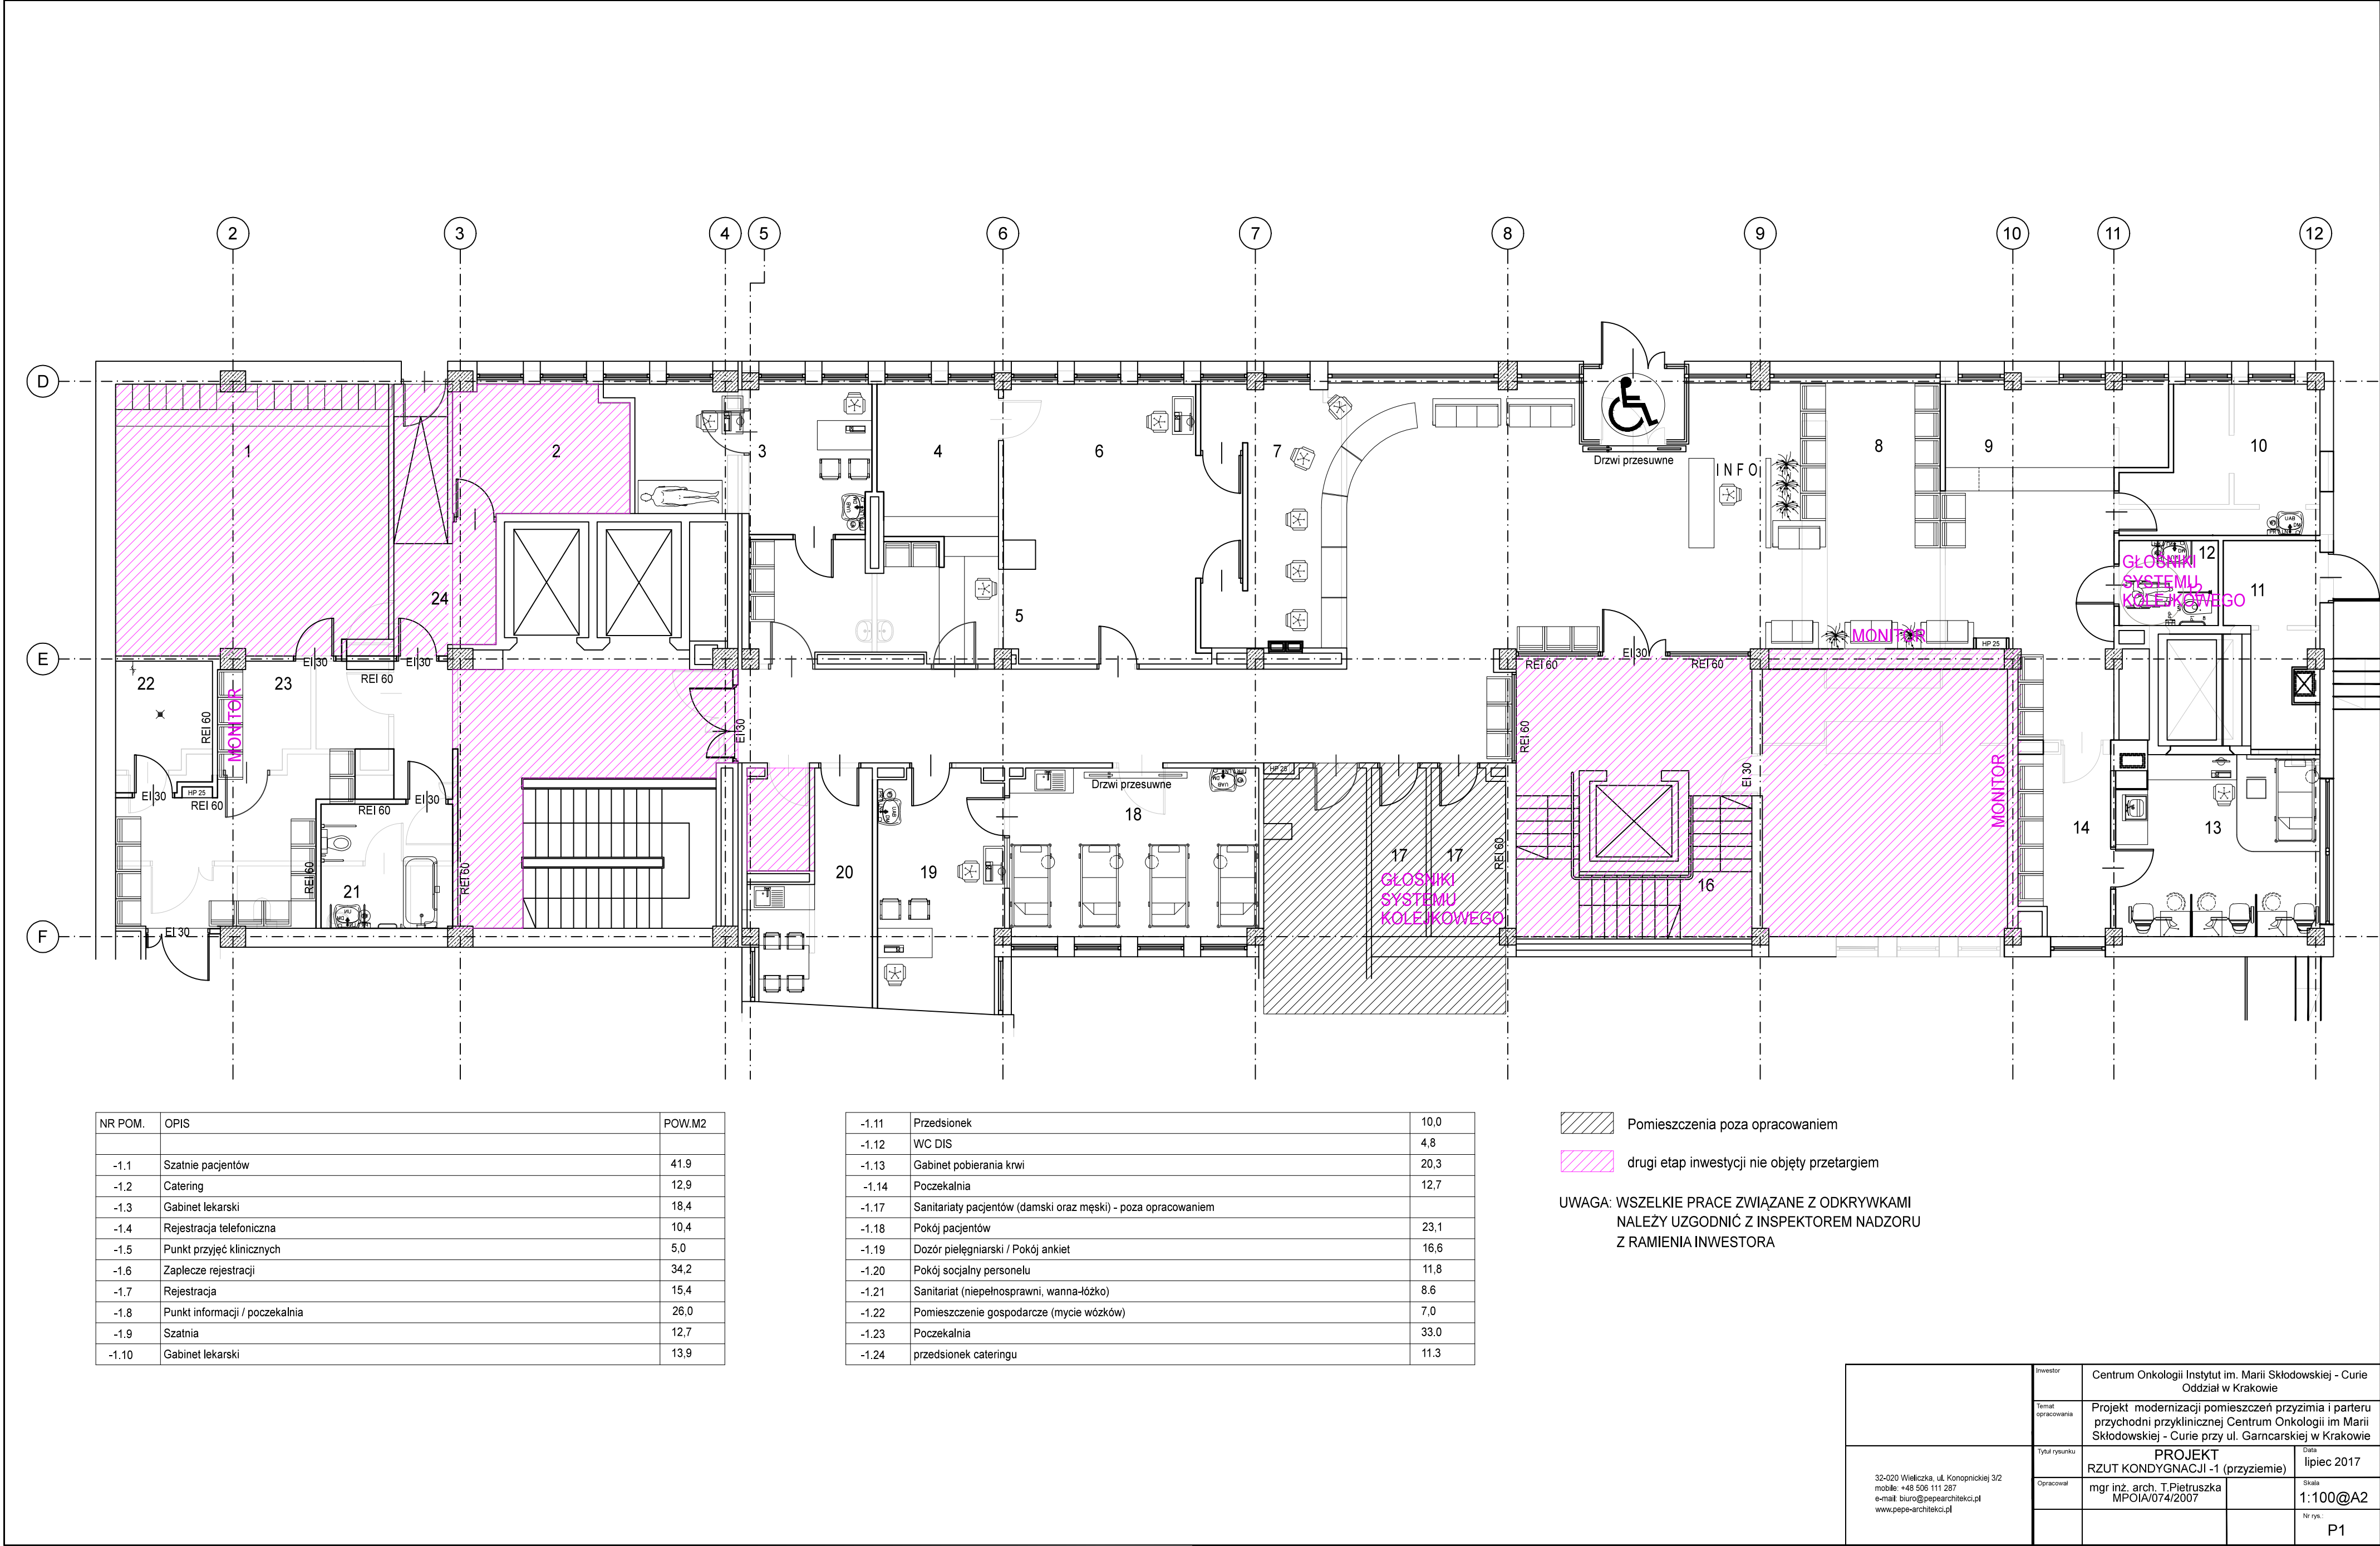 2 3 4 5 6 7 8 9 10 11 12
D
E
F
1
2
3
4
5
6
7
8
9
10
11
12
12
13
14
16
17
17
18
19
20
21
22
23
24
INFO
Drzwi przesuwne
Drzwi przesuwne
GŁOŚNIKI
SYSTEMU
KOLEJKOWEGO
GŁOŚNIKI
SYSTEMU
KOLEJKOWEGO
MONITOR
MONITOR
MONITOR
EI 30
EI 30
REI 60
REI 60
EI 30
HP 25
REI 60
REI 60
EI 30
REI 60
REI 60
EI 30
EI 30
HP 25
REI 60
EI 30
REI 60
HP 25
REI 60
REI 60
EI 30
UAB
UAB
UAB
UAB
NR POM. OPIS POW.M2
-1.1 Szatnie pacjentów 41.9
-1.2 Catering 12,9
-1.3 Gabinet lekarski 18,4
-1.4 Rejestracja telefoniczna 10,4
-1.5 Punkt przyjęć klinicznych 5,0
-1.6 Zaplecze rejestracji 34,2
-1.7 Rejestracja 15,4
-1.8 Punkt informacji / poczekalnia 26,0
-1.9 Szatnia 12,7
-1.10 Gabinet lekarski 13,9
-1.11 Przedsionek 10,0
-1.12 WC DIS 4,8
-1.13 Gabinet pobierania krwi 20,3
-1.14 Poczekalnia 12,7
-1.17 Sanitariaty pacjentów (damski oraz męski) - poza opracowaniem
-1.18 Pokój pacjentów 23,1
-1.19 Dozór pielęgniarski / Pokój ankiet 16,6
-1.20 Pokój socjalny personelu 11,8
-1.21 Sanitariat (niepełnosprawni, wanna-łóżko) 8.6
-1.22 Pomieszczenie gospodarcze (mycie wózków) 7,0
-1.23 Poczekalnia 33.0
-1.24 przedsionek cateringu 11.3
Pomieszczenia poza opracowaniem
drugi etap inwestycji nie objęty przetargiem
UWAGA: WSZELKIE PRACE ZWIĄZANE Z ODKRYWKAMI
NALEŻY UZGODNIĆ Z INSPEKTOREM NADZORU
Z RAMIENIA INWESTORA
Inwestor
Centrum Onkologii Instytut im. Marii Skłodowskiej - Curie
Oddział w Krakowie
Temat
opracowania
Projekt modernizacji pomieszczeń przyzimia i parteru
przychodni przyklinicznej Centrum Onkologii im Marii
Skłodowskiej - Curie przy ul. Garncarskiej w Krakowie
Tytuł rysunku
PROJEKT
RZUT KONDYGNACJI -1 (przyziemie)
Data
lipiec 2017
Opracował
mgr inż. arch. T.Pietruszka
MPOIA/074/2007
Skala
1:100@A2
Nr rys.:
P1
32-020 Wieliczka, ul. Konopnickiej 3/2
mobile: +48 506 111 287
e-mail: biuro@pepearchitekci.pl
www.pepe-architekci.pl